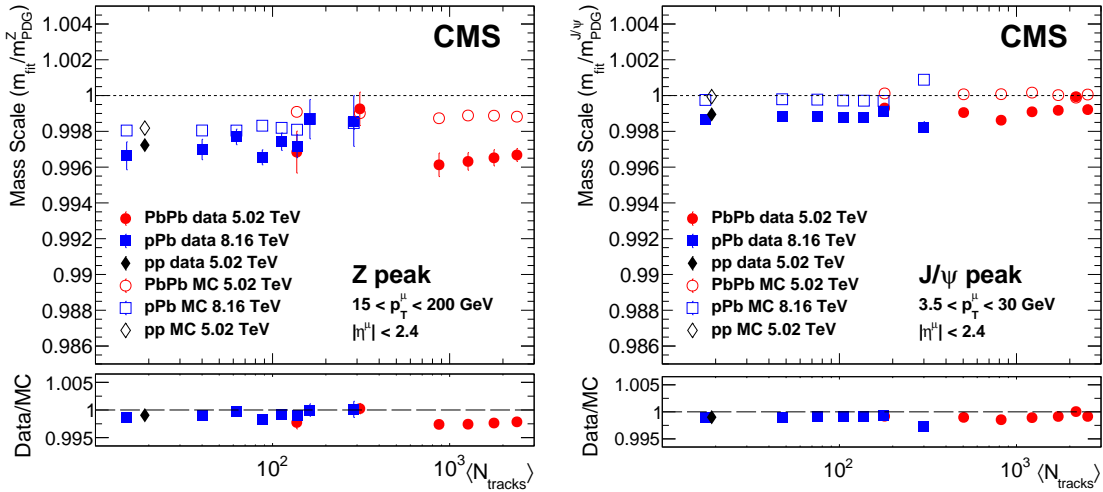 1.004
1.002
1
0.998
0.996
0.994
0.992
0.99
0.988
0.986
Mass Scale (m_fit/m^Z_PDG)
CMS
PbPb data 5.02 TeV
pPb data 8.16 TeV
pp data 5.02 TeV
PbPb MC 5.02 TeV
pPb MC 8.16 TeV
pp MC 5.02 TeV
Z peak
15 < p_T^μ < 200 GeV
|η^μ| < 2.4
1.005
1
0.995
Data/MC
10^2
10^3
⟨N_tracks⟩
1.004
1.002
1
0.998
0.996
0.994
0.992
0.99
0.988
0.986
Mass Scale (m_fit/m^J/ψ_PDG)
CMS
PbPb data 5.02 TeV
pPb data 8.16 TeV
pp data 5.02 TeV
PbPb MC 5.02 TeV
pPb MC 8.16 TeV
pp MC 5.02 TeV
J/ψ peak
3.5 < p_T^μ < 30 GeV
|η^μ| < 2.4
1.005
1
0.995
Data/MC
10^2
10^3
⟨N_tracks⟩